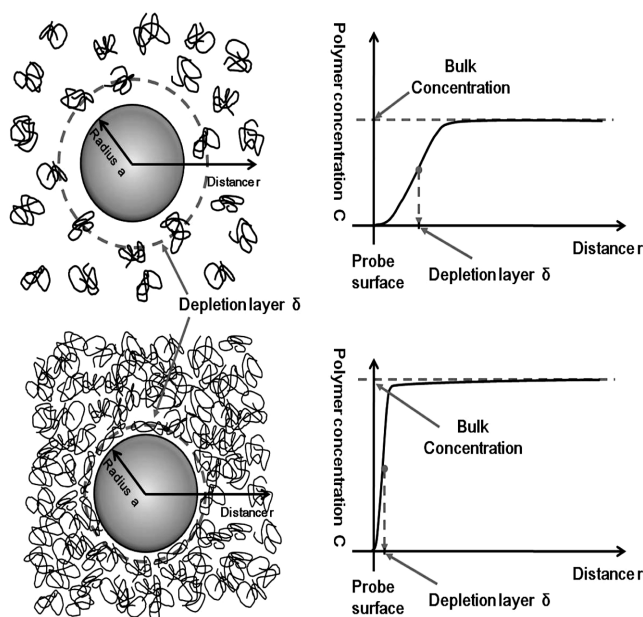 Radius a
Distance r
Depletion layer δ
Polymer concentration C
Bulk
Concentration
Probe
surface
Depletion layer δ
Distance r
Radius a
Distance r
Polymer concentration C
Bulk
Concentration
Probe
surface
Depletion layer δ
Distance r